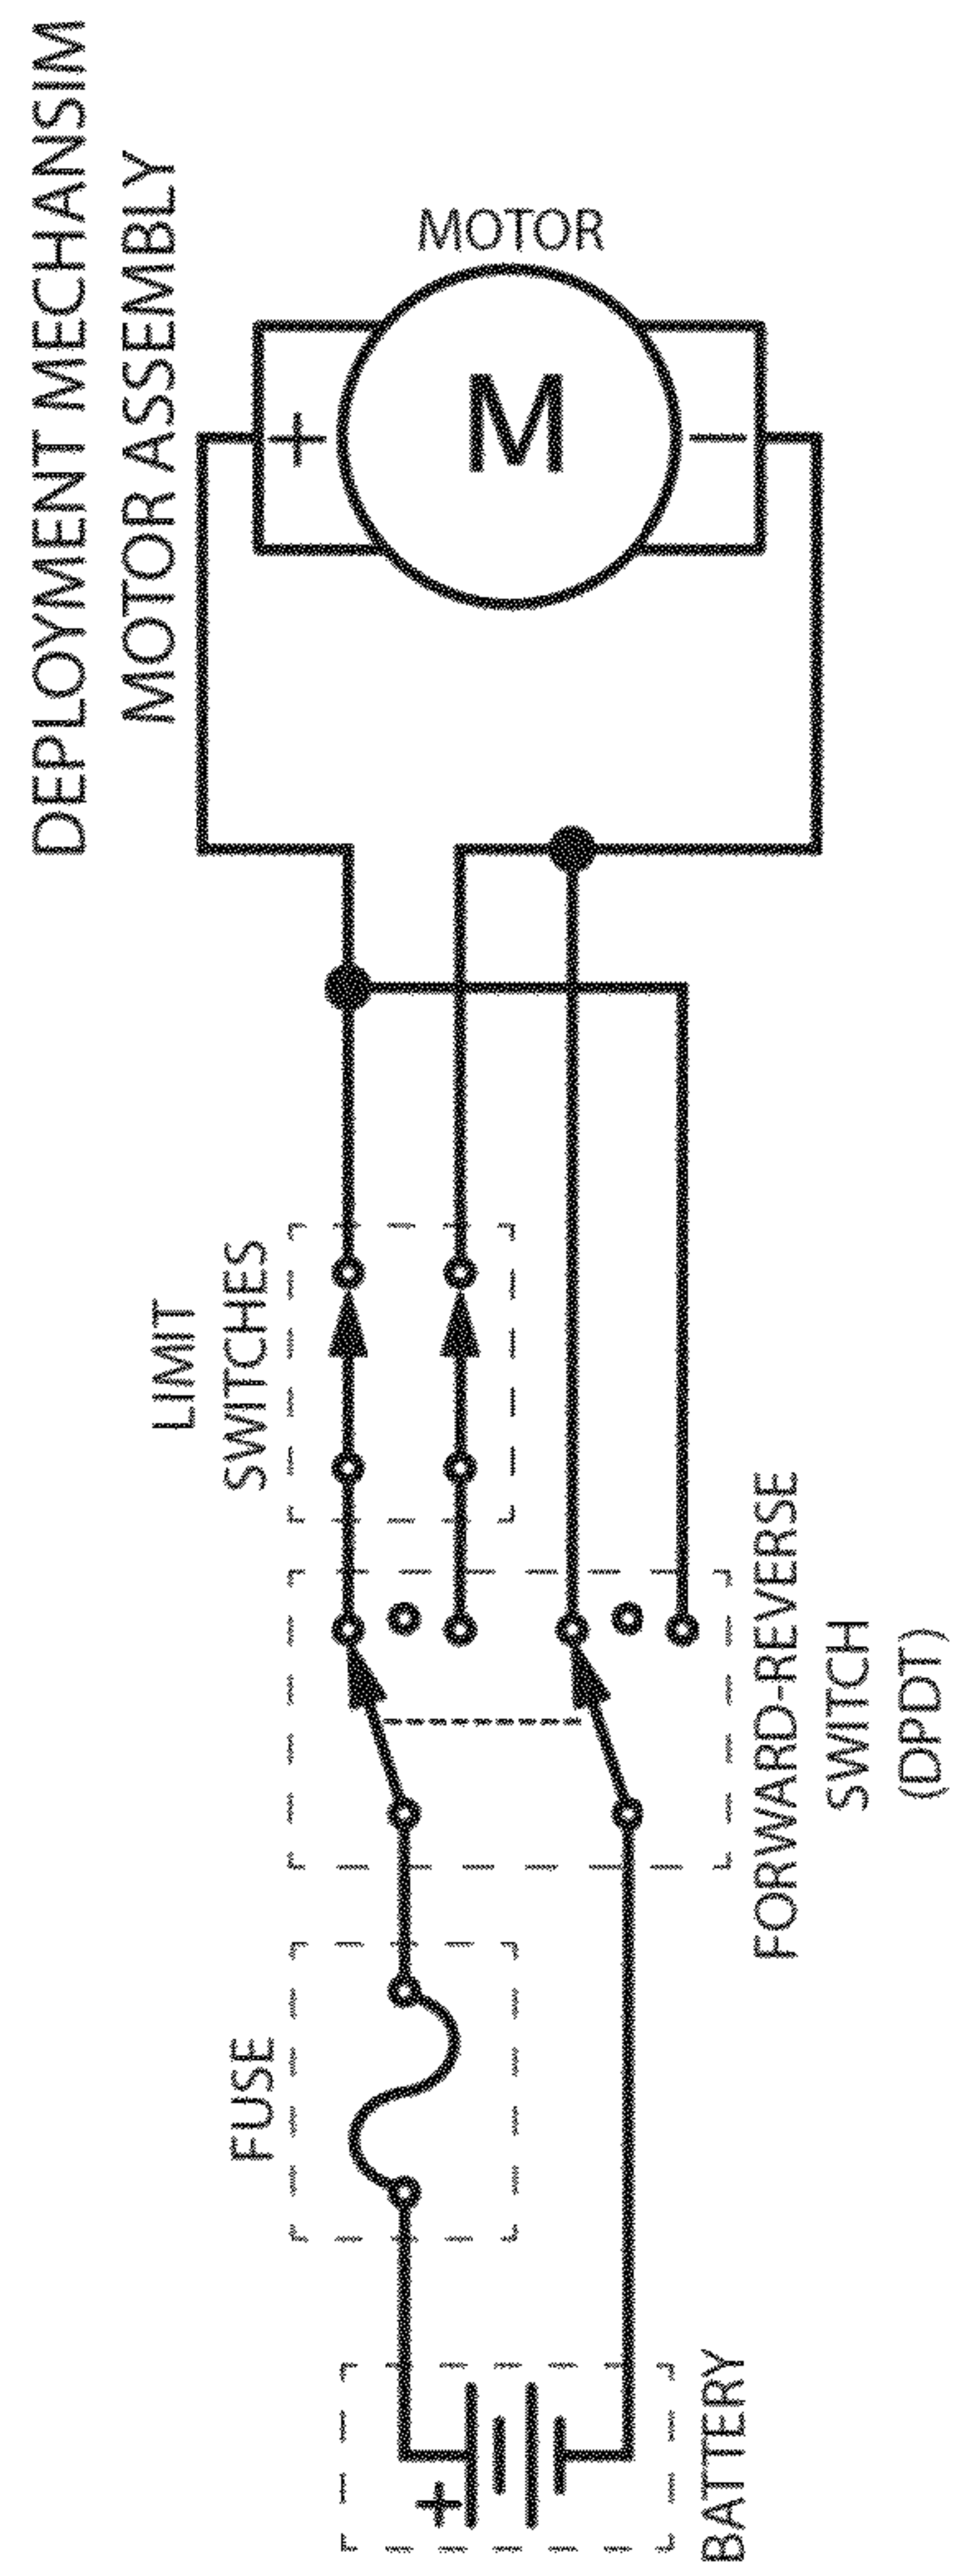 DEPLOYMENT MECHANSIM
MOTOR ASSEMBLY
MOTOR
+
M
−
LIMIT
SWITCHES
FORWARD-REVERSE
SWITCH
(DPDT)
FUSE
+
BATTERY